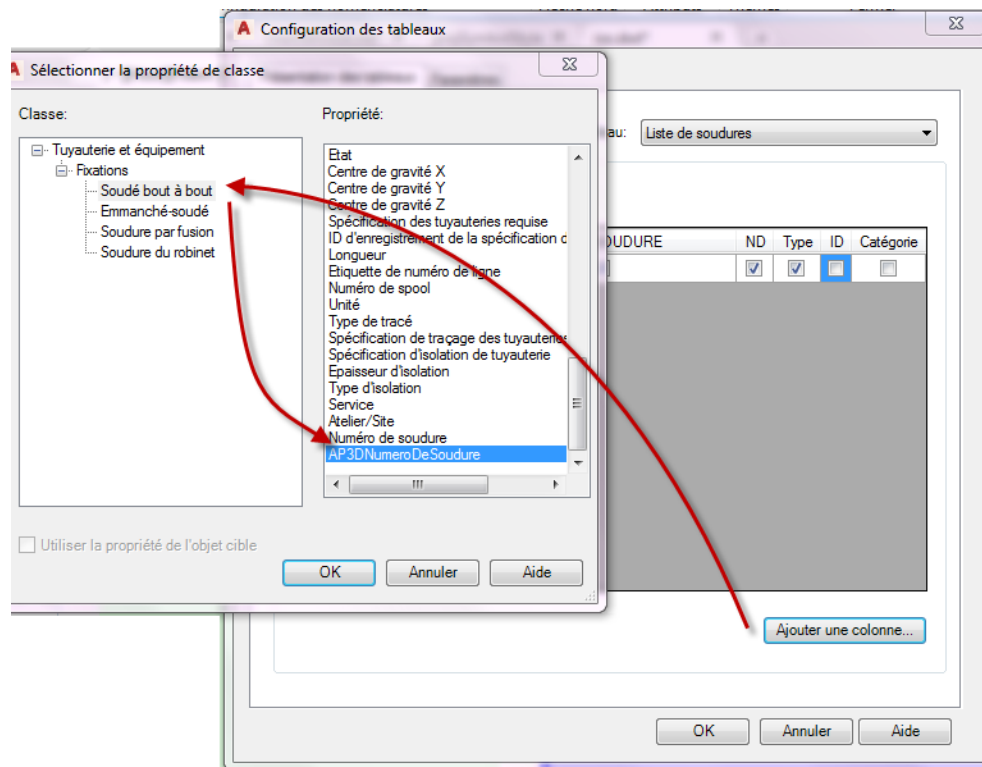 Configuration des tableaux
Sélectionner la propriété de classe
Classe:
Propriété:
Tuyauterie et équipement
Fixations
Soudé bout à bout
Emmanché-soudé
Soudure par fusion
Soudure du robinet
Etat
Centre de gravité X
Centre de gravité Y
Centre de gravité Z
Spécification des tuyauteries requise
ID d'enregistrement de la spécification d
Longueur
Etiquette de numéro de ligne
Numéro de spool
Unité
Type de tracé
Spécification de traçage des tuyauteries
Spécification d'isolation de tuyauterie
Epaisseur d'isolation
Type d'isolation
Service
Atelier/Site
Numéro de soudure
AP3DNumeroDeSoudure
Utiliser la propriété de l'objet cible
OK Annuler Aide
au: Liste de soudures
OUDURE ND Type ID Catégorie
Ajouter une colonne...
OK Annuler Aide